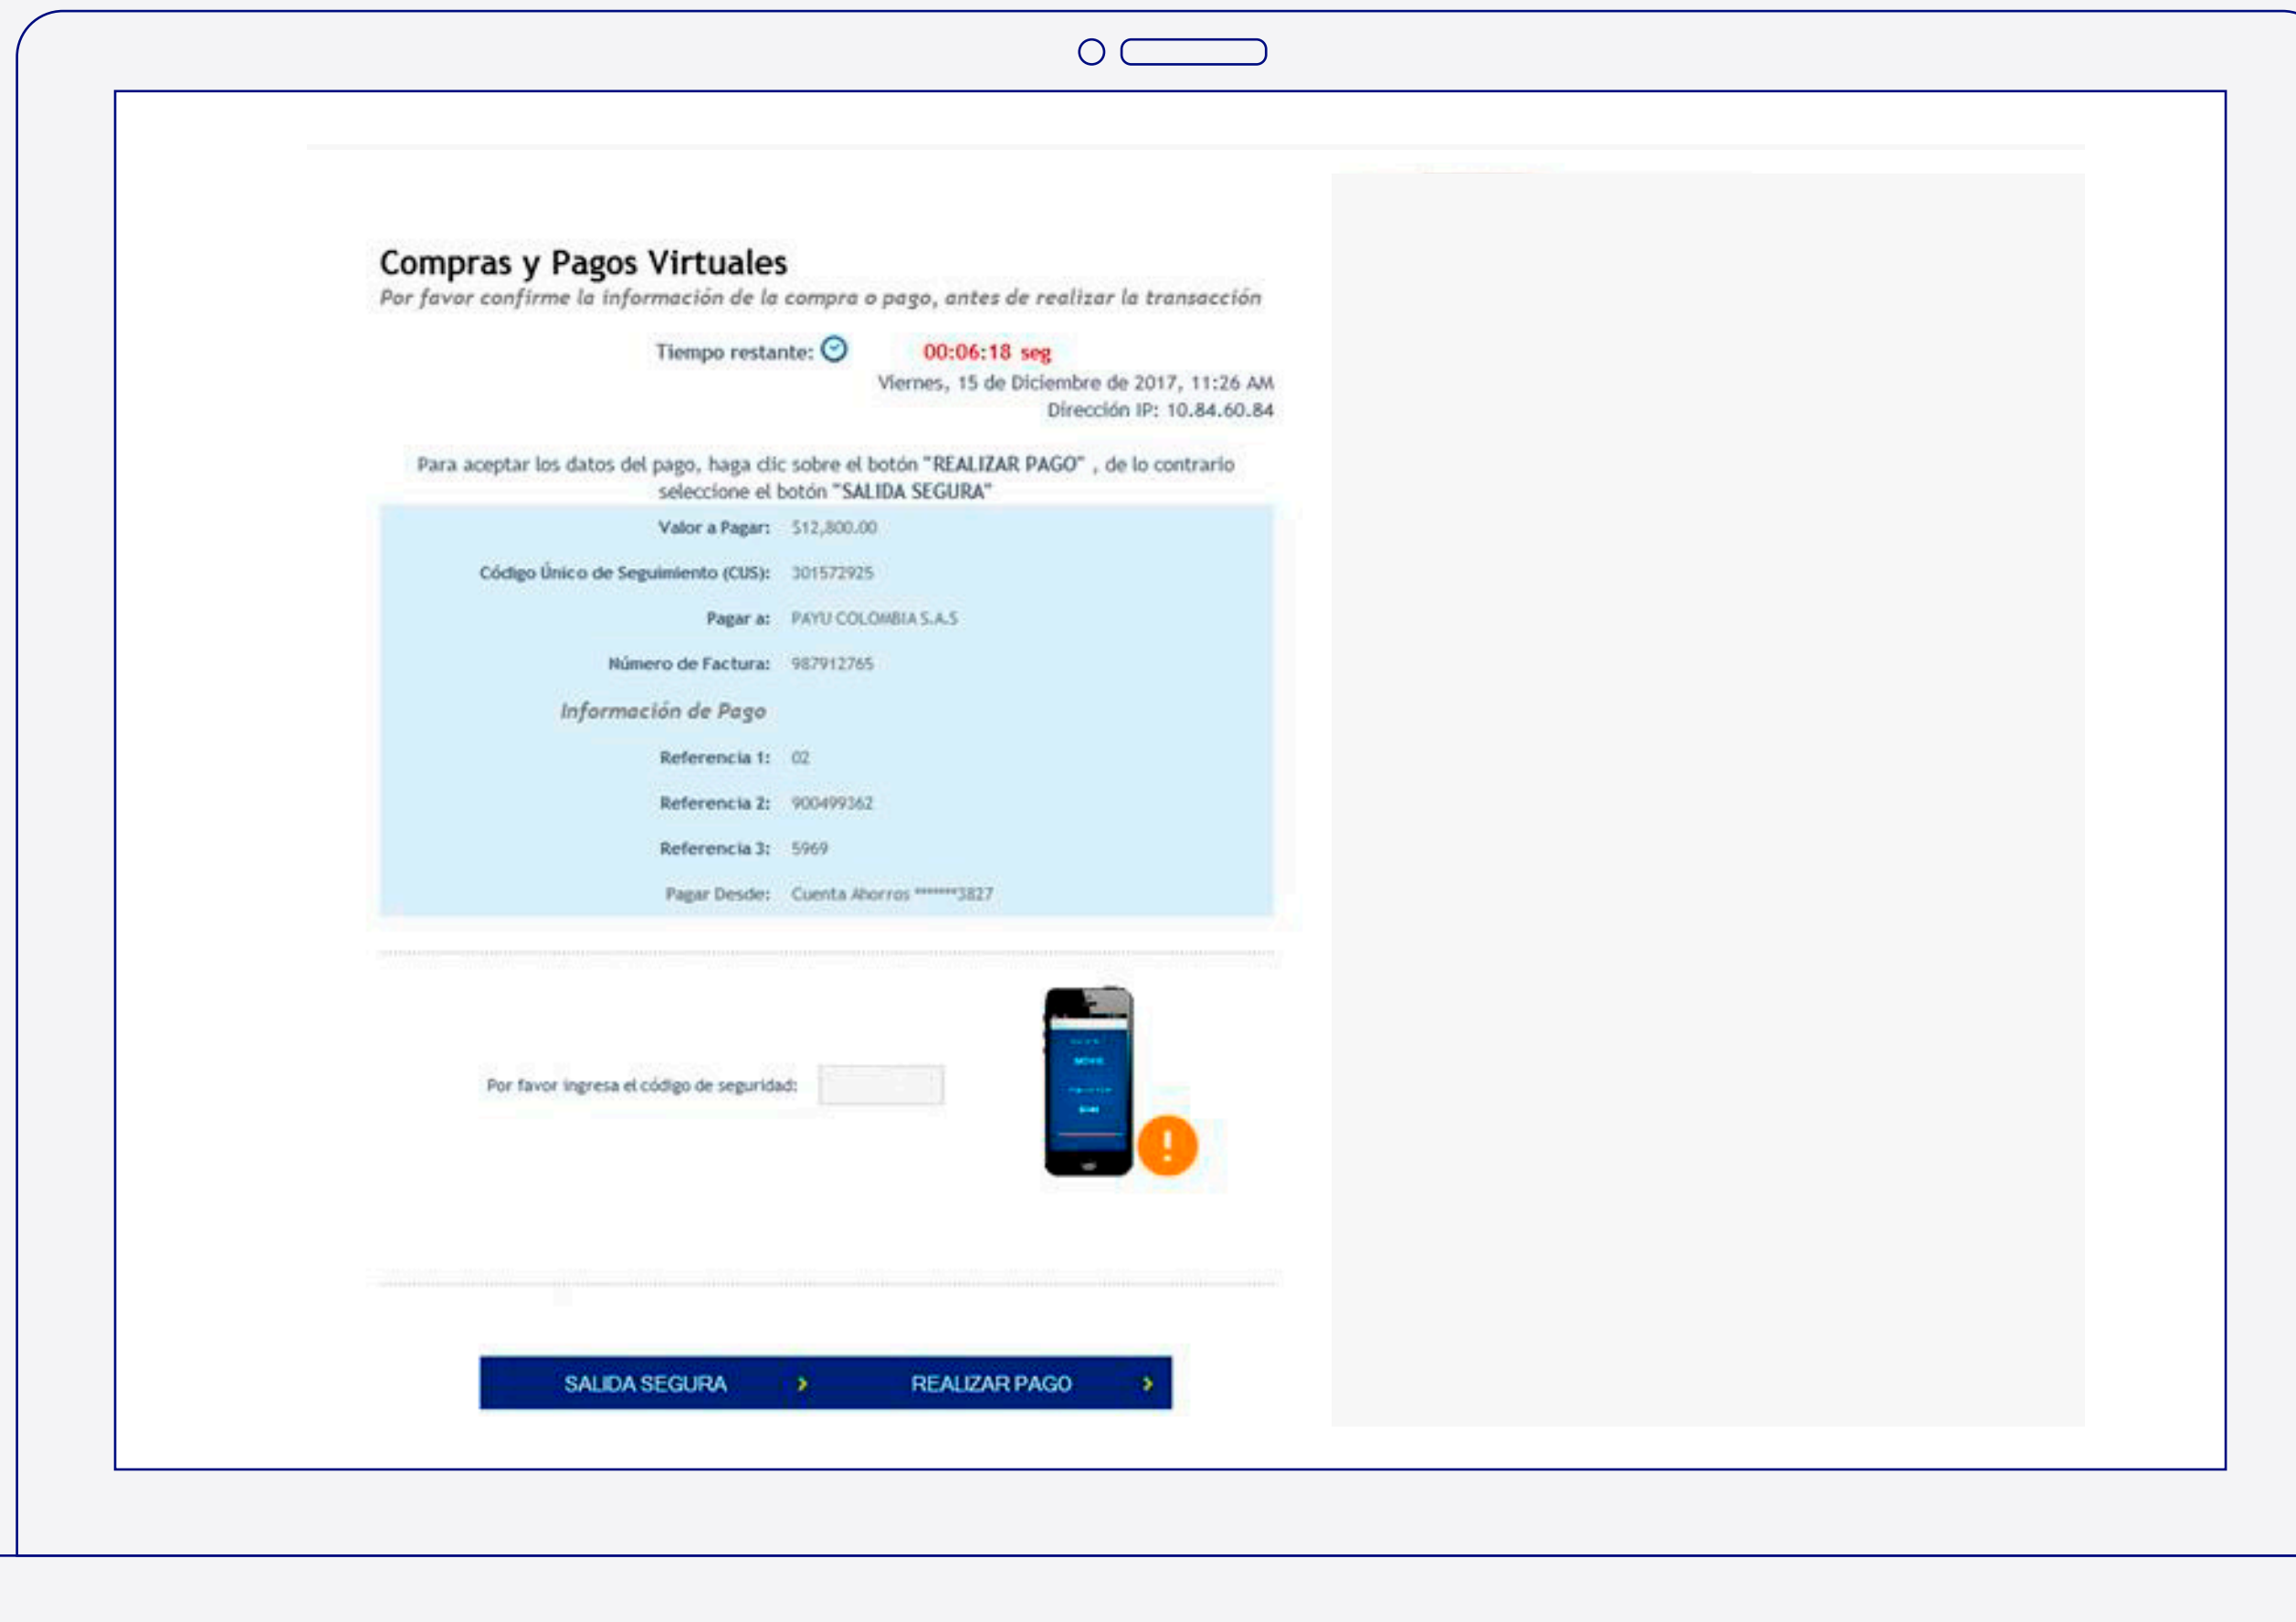 Compras y Pagos Virtuales
Por favor confirme la información de la compra o pago, antes de realizar la transacción
Tiempo restante: 00:06:18 seg
Viernes, 15 de Diciembre de 2017, 11:26 AM
Dirección IP: 10.84.60.84
Para aceptar los datos del pago, haga clic sobre el botón "REALIZAR PAGO" , de lo contrario
seleccione el botón "SALIDA SEGURA"
Valor a Pagar: $12,800.00
Código Único de Seguimiento (CUS): 301572925
Pagar a: PAYU COLOMBIA S.A.S
Número de Factura: 987912765
Información de Pago
Referencia 1: 02
Referencia 2: 900499362
Referencia 3: 5969
Pagar Desde: Cuenta Ahorros *******3827
MÓVIL
Por favor ingresa el código de seguridad:
!
SALIDA SEGURA > REALIZAR PAGO >